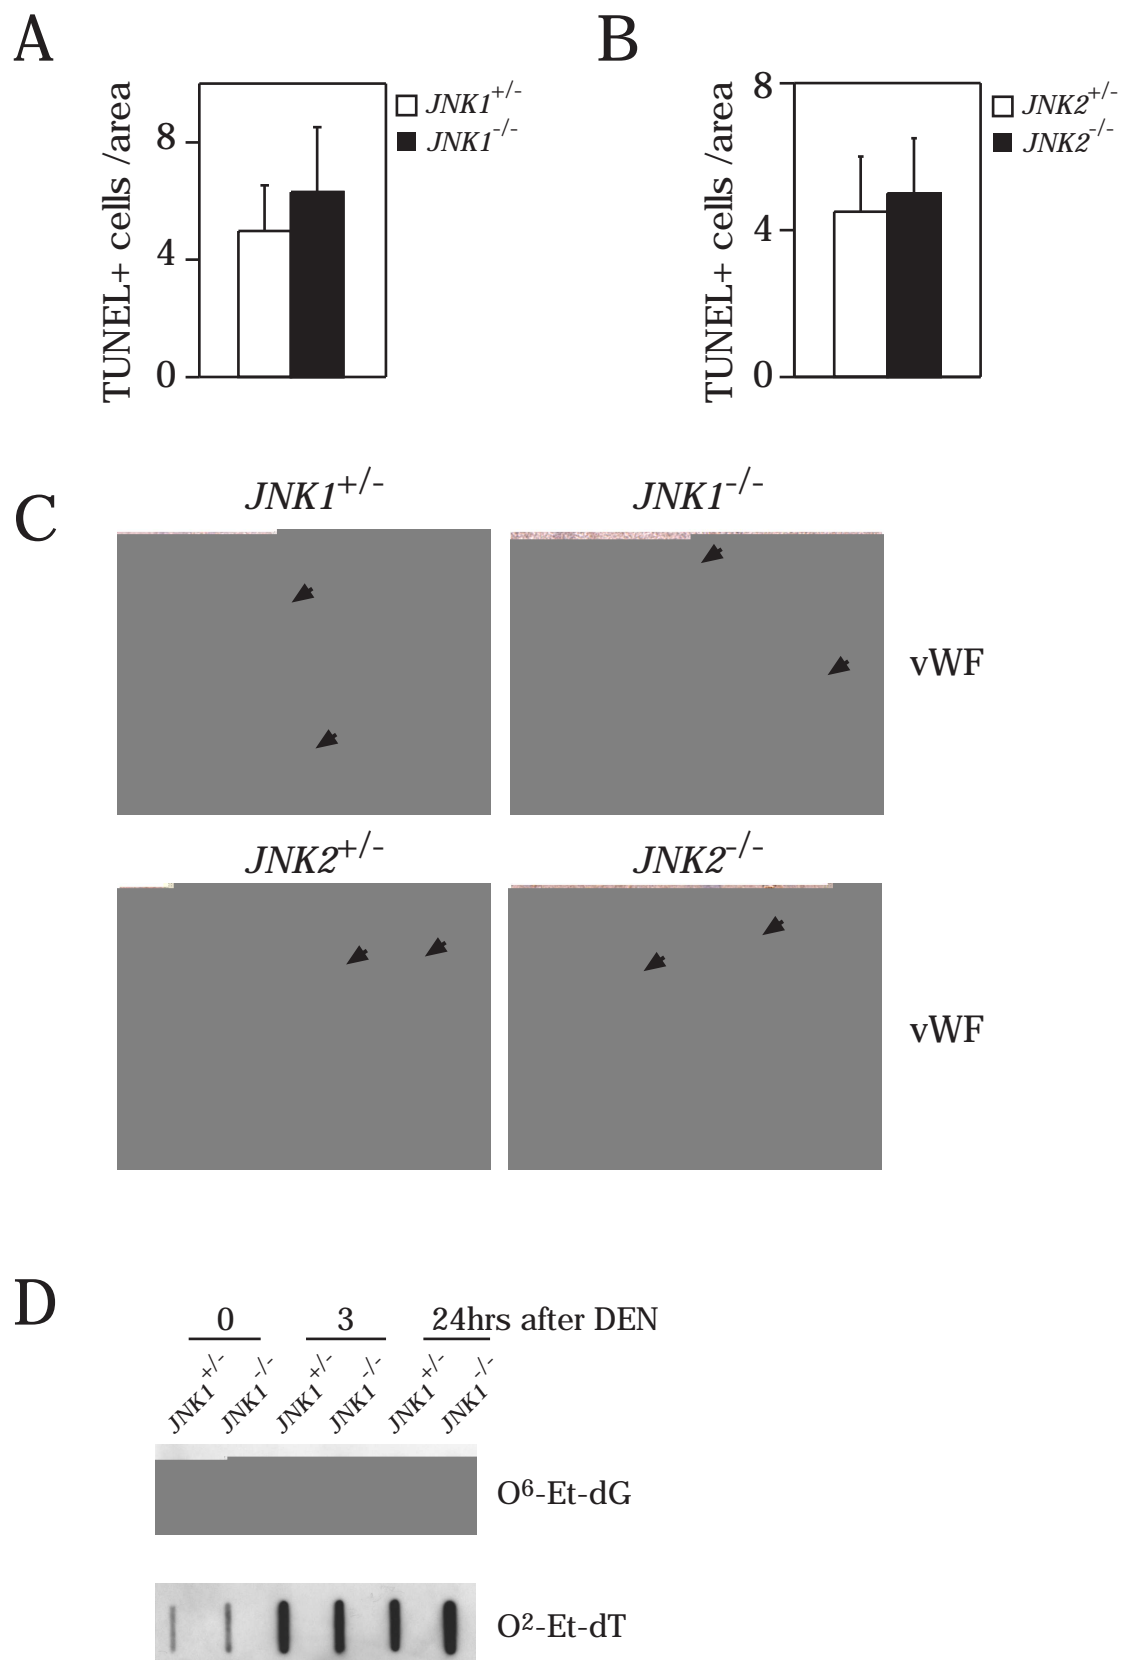 A
TUNEL+ cells /area
8
4
0
JNK1+/-
JNK1-/-
B
TUNEL+ cells /area
8
4
0
JNK2+/-
JNK2-/-
C
JNK1+/-
JNK1-/-
vWF
JNK2+/-
JNK2-/-
vWF
D
0
3
24hrs after DEN
JNK1+/-
JNK1-/-
JNK1+/-
JNK1-/-
JNK1+/-
JNK1-/-
O6-Et-dG
O2-Et-dT